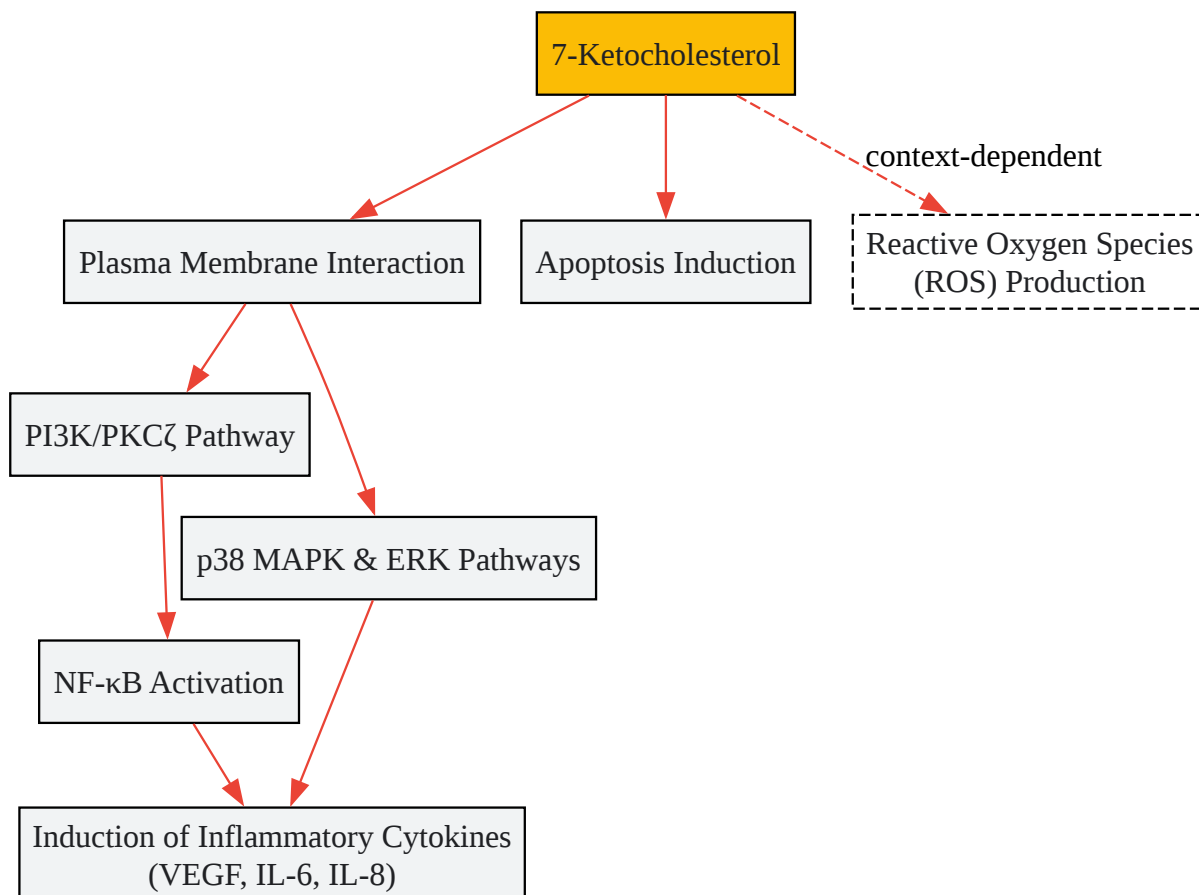 7-Ketocholesterol
context-dependent
Plasma Membrane Interaction
Apoptosis Induction
Reactive Oxygen Species
(ROS) Production
PI3K/PKCζ Pathway
p38 MAPK & ERK Pathways
NF-κB Activation
Induction of Inflammatory Cytokines
(VEGF, IL-6, IL-8)